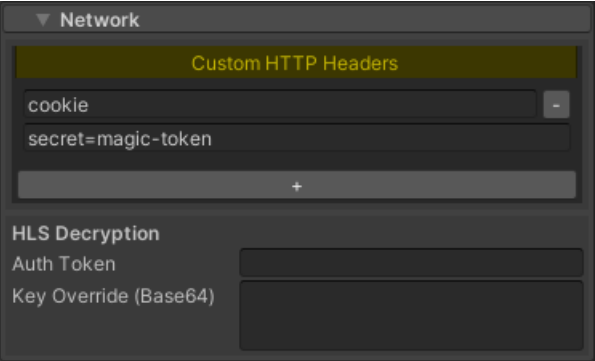 Network
Custom HTTP Headers
cookie
-
secret=magic-token
+
HLS Decryption
Auth Token
Key Override (Base64)